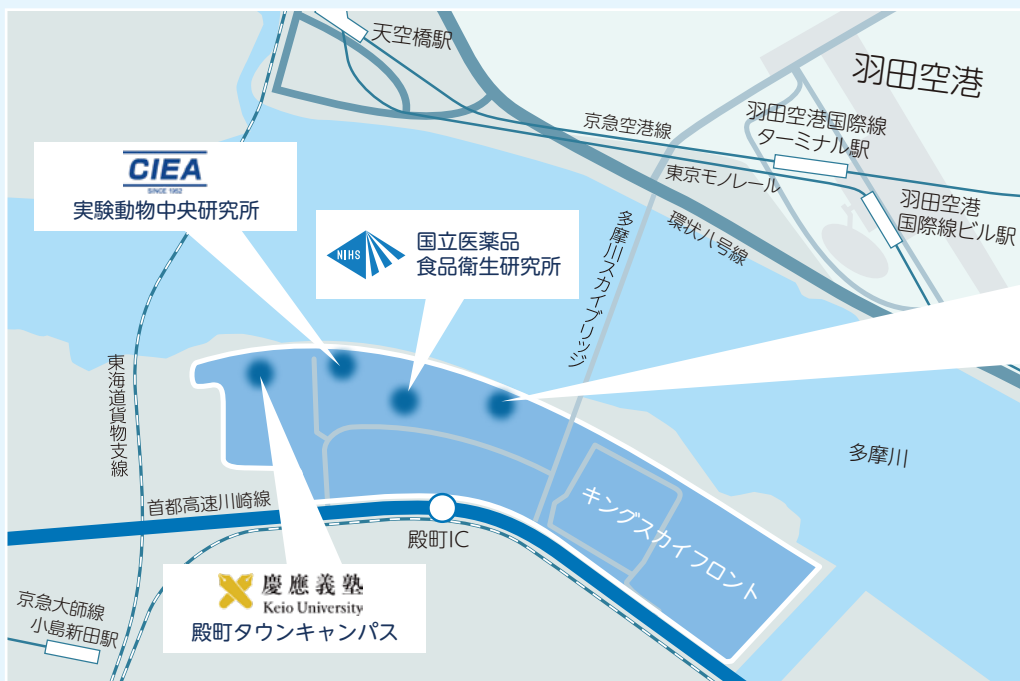 天空橋駅
羽田空港
京急空港線
羽田空港国際線
ターミナル駅
東京モノレール
羽田空港
国際線ビル駅
環状八号線
多摩川スカイブリッジ
CIEA
SINCE 1952
実験動物中央研究所
NIHS
国立医薬品
食品衛生研究所
東海道貨物支線
多摩川
首都高速川崎線
殿町IC
キングスカイフロント
慶應義塾
Keio University
殿町タウンキャンパス
京急大師線
小島新田駅